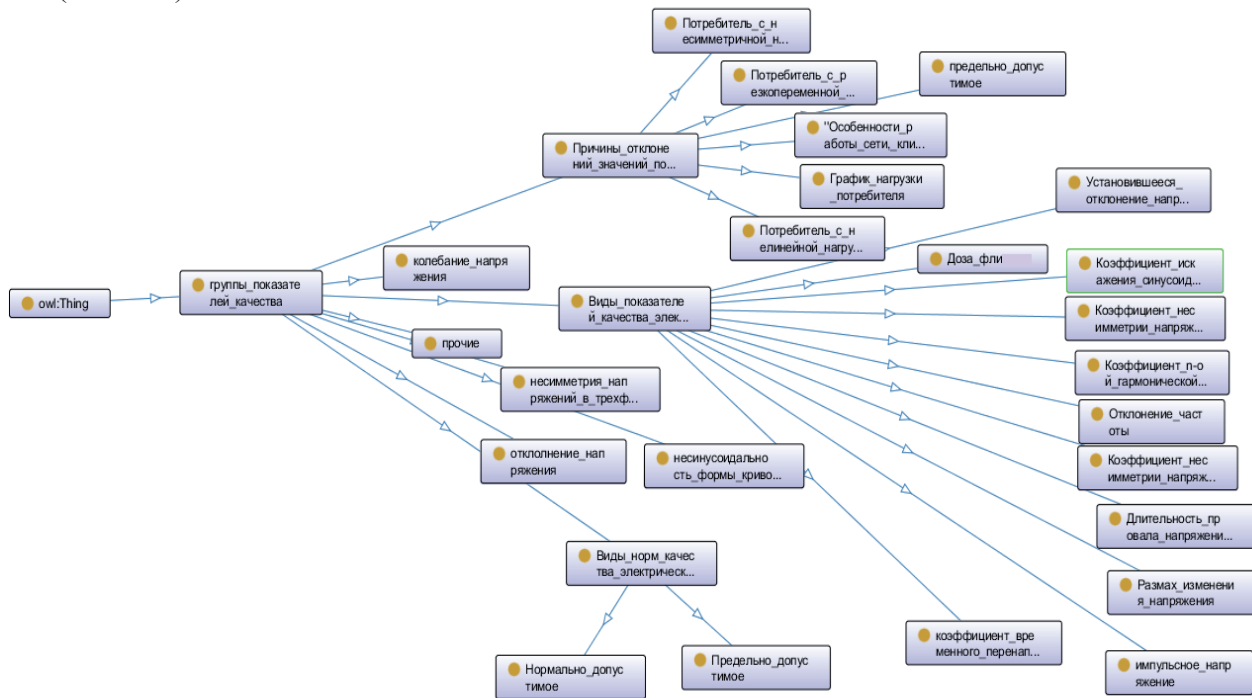 Потребитель_с_н
есимметричной_н...
Потребитель_с_р
езкопеременной_...
предельно_допус
тимое
"Особенности_р
аботы_сети,_кли...
Причины_отклоне
ний_значений_по...
График_нагрузки
_потребителя
Установившееся_
отклонение_напр...
Потребитель_с_н
елинейной_нагру...
колебание_напря
жения
Доза_фли
Коэффициент_иск
ажения_синусоид...
группы_показате
лей_качества
owl:Thing
Виды_показателе
й_качества_элек...
Коэффициент_нес
имметрии_напряж...
прочие
Коэффициент_n-о
й_гармонической...
несимметрия_нап
ряжений_в_трехф...
Отклонение_част
оты
отклолнение_нап
ряжения
несинусоидально
сть_формы_криво...
Коэффициент_нес
имметрии_напряж...
Длительность_пр
овала_напряжени...
Виды_норм_качес
тва_электрическ...
Размах_изменени
я_напряжения
коэффициент_вре
менного_перенап...
Нормально_допус
тимое
Предельно_допус
тимое
импульсное_напр
яжение